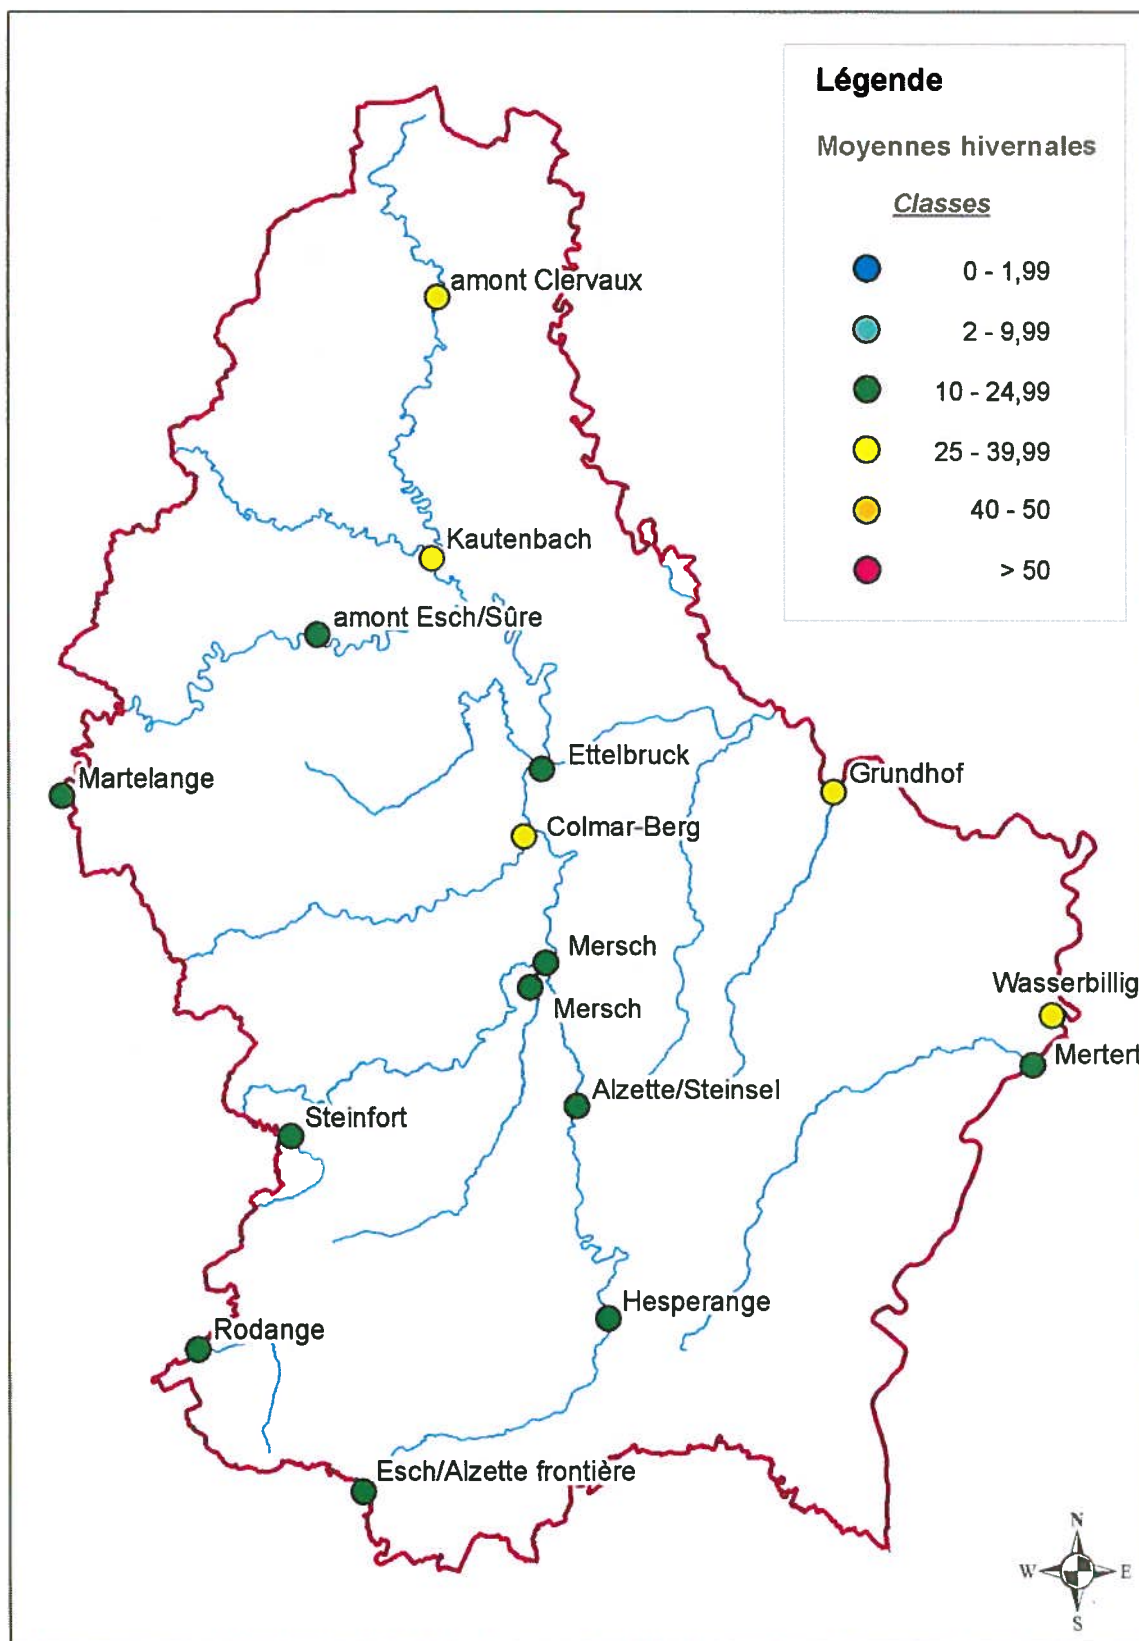 Légende
Moyennes hivernales
Classes
0 - 1,99
2 - 9,99
10 - 24,99
25 - 39,99
40 - 50
> 50
amont Clervaux
Kautenbach
amont Esch/Sûre
Ettelbruck
Martelange
Grundhof
Colmar-Berg
Mersch
Wasserbillig
Mersch
Mertert
Alzette/Steinsel
Steinfort
Hesperange
Rodange
Esch/Alzette frontière
N
W E
S